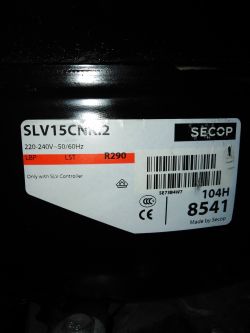 SLV15CNK.2
SECOP
220-240V~50/60Hz
LBP LST R290
Only with SLV Controller
104H
8541
Made by Secop